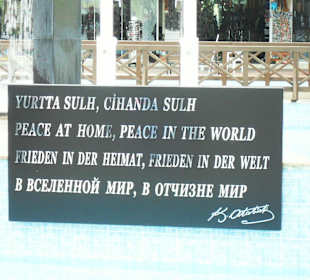 YURTTA SULH, CİHANDA SULH
PEACE AT HOME, PEACE IN THE WORLD
FRIEDEN IN DER HEIMAT, FRIEDEN IN DER WELT
В ВСЕЛЕННОЙ МИР, В ОТЧИЗНЕ МИР
K. Atatürk